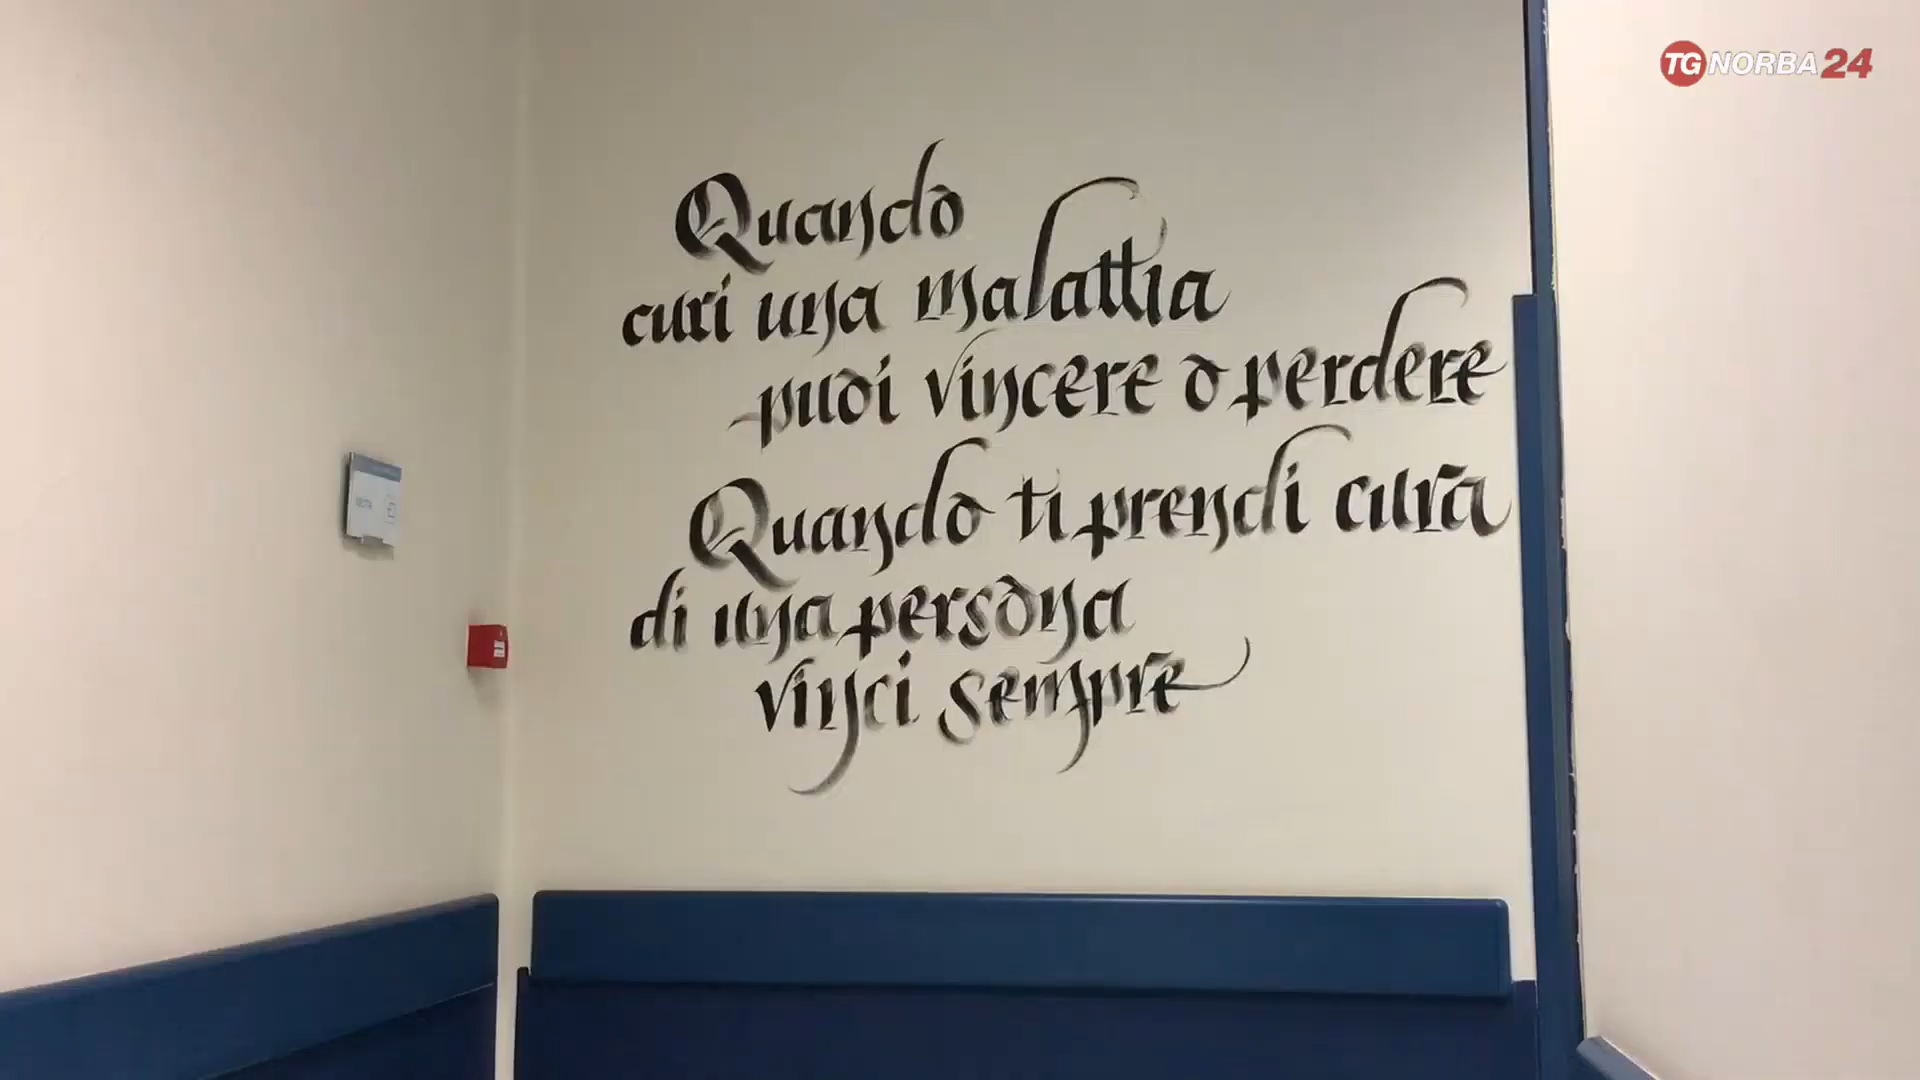 TG NORBA 24
Quando
curi una malattia
puoi vincere o perdere
Quando ti prendi cura
di una persona
vinci sempre